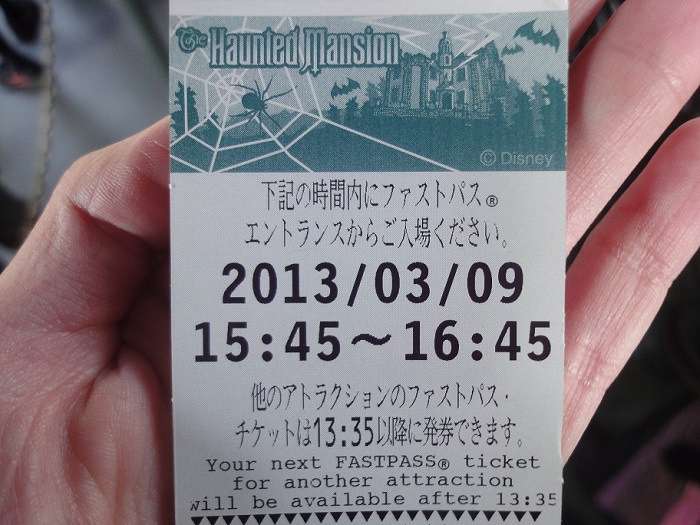 The Haunted Mansion
© Disney
下記の時間内にファストパス®
エントランスからご入場ください。
2013/03/09
15:45～16:45
他のアトラクションのファストパス・
チケットは13:35以降に発券できます。
Your next FASTPASS® ticket
for another attraction
will be available after 13:35